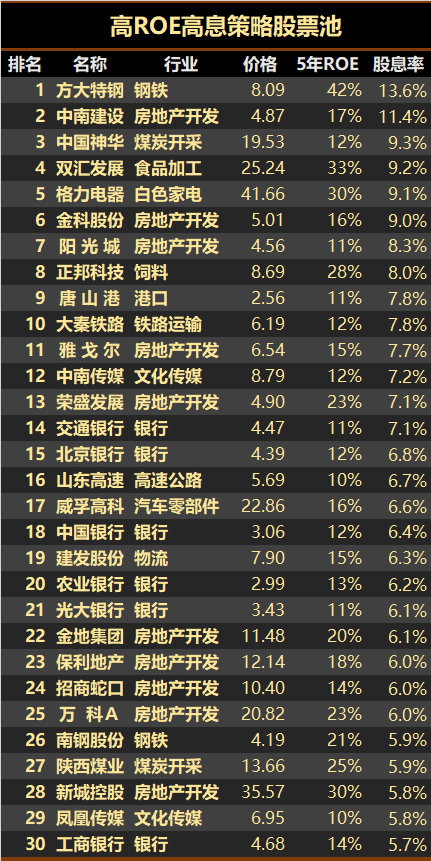 高ROE高息策略股票池
排名 名称 行业 价格 5年ROE 股息率
1 方大特钢 钢铁 8.09 42% 13.6%
2 中南建设 房地产开发 4.87 17% 11.4%
3 中国神华 煤炭开采 19.53 12% 9.3%
4 双汇发展 食品加工 25.24 33% 9.2%
5 格力电器 白色家电 41.66 30% 9.1%
6 金科股份 房地产开发 5.01 16% 9.0%
7 阳光城 房地产开发 4.56 11% 8.3%
8 正邦科技 饲料 8.69 28% 8.0%
9 唐山港 港口 2.56 11% 7.8%
10 大秦铁路 铁路运输 6.19 12% 7.8%
11 雅戈尔 房地产开发 6.54 15% 7.7%
12 中南传媒 文化传媒 8.79 12% 7.2%
13 荣盛发展 房地产开发 4.90 23% 7.1%
14 交通银行 银行 4.47 11% 7.1%
15 北京银行 银行 4.39 12% 6.8%
16 山东高速 高速公路 5.69 10% 6.7%
17 威孚高科 汽车零部件 22.86 16% 6.6%
18 中国银行 银行 3.06 12% 6.4%
19 建发股份 物流 7.90 15% 6.3%
20 农业银行 银行 2.99 13% 6.2%
21 光大银行 银行 3.43 11% 6.1%
22 金地集团 房地产开发 11.48 20% 6.1%
23 保利地产 房地产开发 12.14 18% 6.0%
24 招商蛇口 房地产开发 10.40 14% 6.0%
25 万科A 房地产开发 20.82 23% 6.0%
26 南钢股份 钢铁 4.19 21% 5.9%
27 陕西煤业 煤炭开采 13.66 25% 5.9%
28 新城控股 房地产开发 35.57 30% 5.8%
29 凤凰传媒 文化传媒 6.95 10% 5.8%
30 工商银行 银行 4.68 14% 5.7%